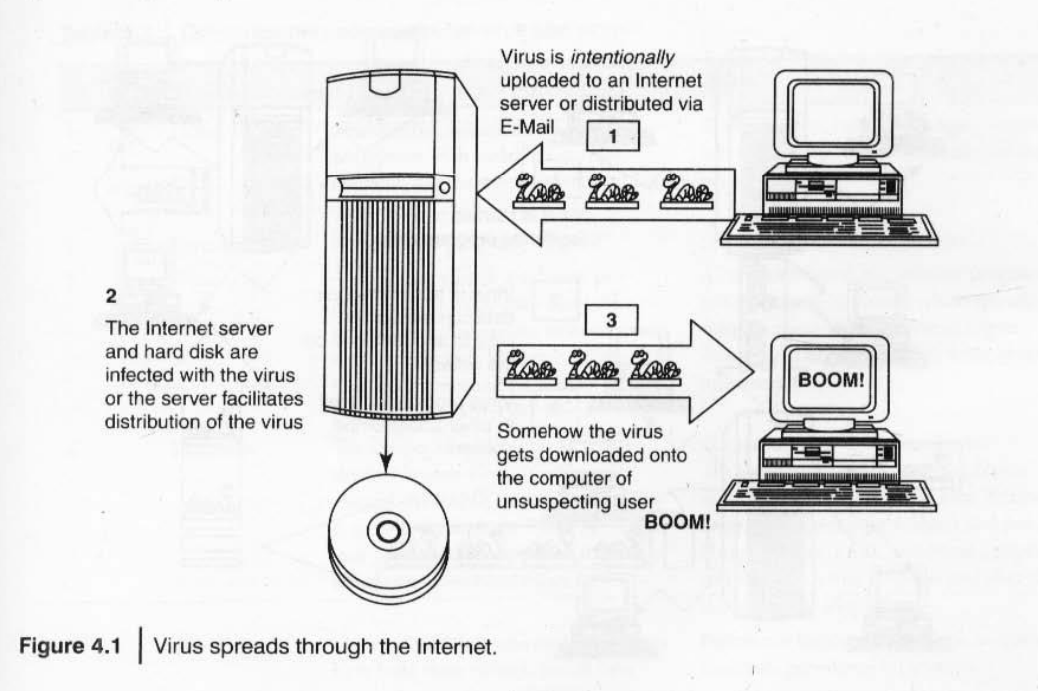 Virus is intentionally
uploaded to an Internet
server or distributed via
E-Mail
1
2
The Internet server
and hard disk are
infected with the virus
or the server facilitates
distribution of the virus
3
BOOM!
Somehow the virus
gets downloaded onto
the computer of
unsuspecting user
BOOM!
Figure 4.1 Virus spreads through the Internet.